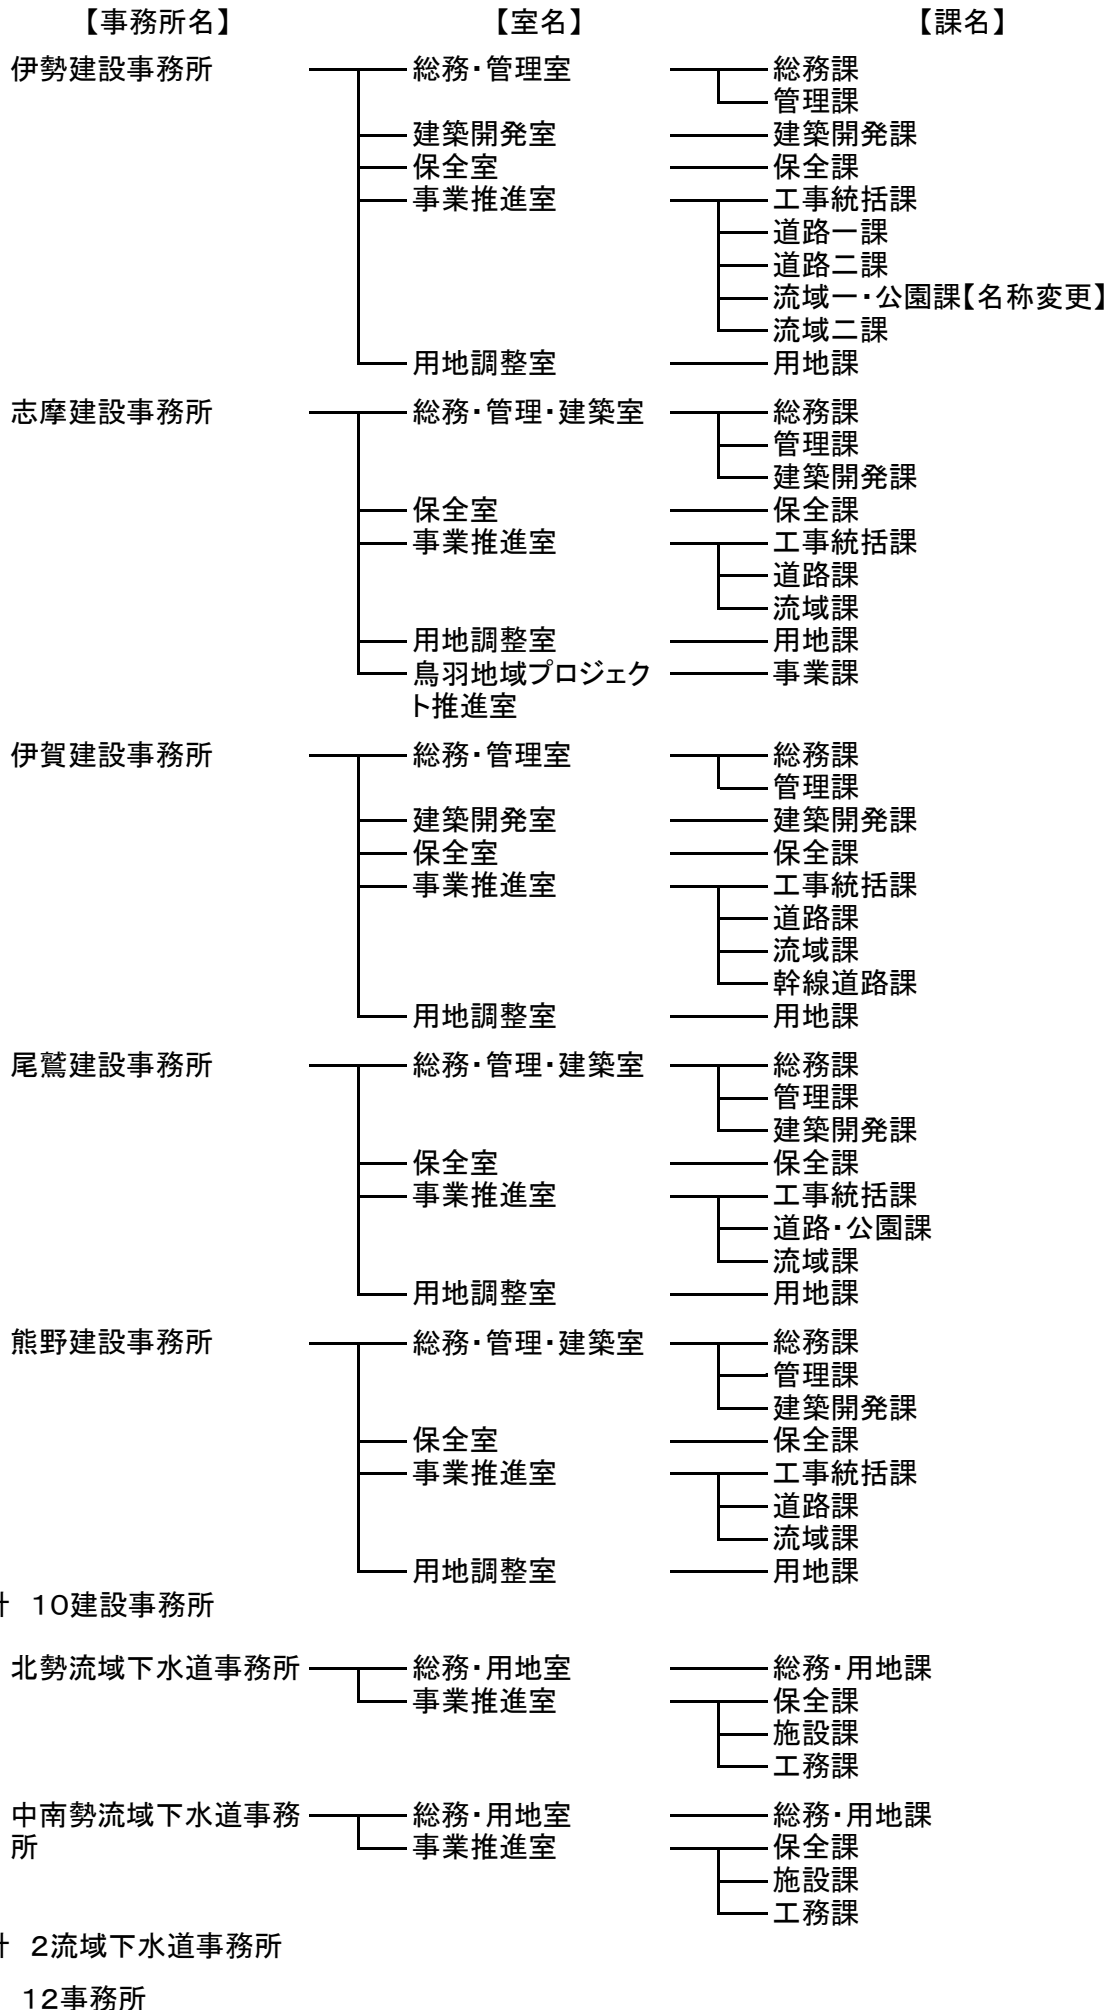 【事務所名】 【室名】 【課名】
伊勢建設事務所 総務・管理室 総務課
管理課
建築開発室 建築開発課
保全室 保全課
事業推進室 工事統括課
道路一課
道路二課
流域一・公園課【名称変更】
流域二課
用地調整室 用地課
志摩建設事務所 総務・管理・建築室 総務課
管理課
建築開発課
保全室 保全課
事業推進室 工事統括課
道路課
流域課
用地調整室 用地課
鳥羽地域プロジェク 事業課
ト推進室
伊賀建設事務所 総務・管理室 総務課
管理課
建築開発室 建築開発課
保全室 保全課
事業推進室 工事統括課
道路課
流域課
幹線道路課
用地調整室 用地課
尾鷲建設事務所 総務・管理・建築室 総務課
管理課
建築開発課
保全室 保全課
事業推進室 工事統括課
道路・公園課
流域課
用地調整室 用地課
熊野建設事務所 総務・管理・建築室 総務課
管理課
建築開発課
保全室 保全課
事業推進室 工事統括課
道路課
流域課
用地調整室 用地課
計 10建設事務所
北勢流域下水道事務所 総務・用地室 総務・用地課
事業推進室 保全課
施設課
工務課
中南勢流域下水道事務 総務・用地室 総務・用地課
所 事業推進室 保全課
施設課
工務課
計 2流域下水道事務所
12事務所